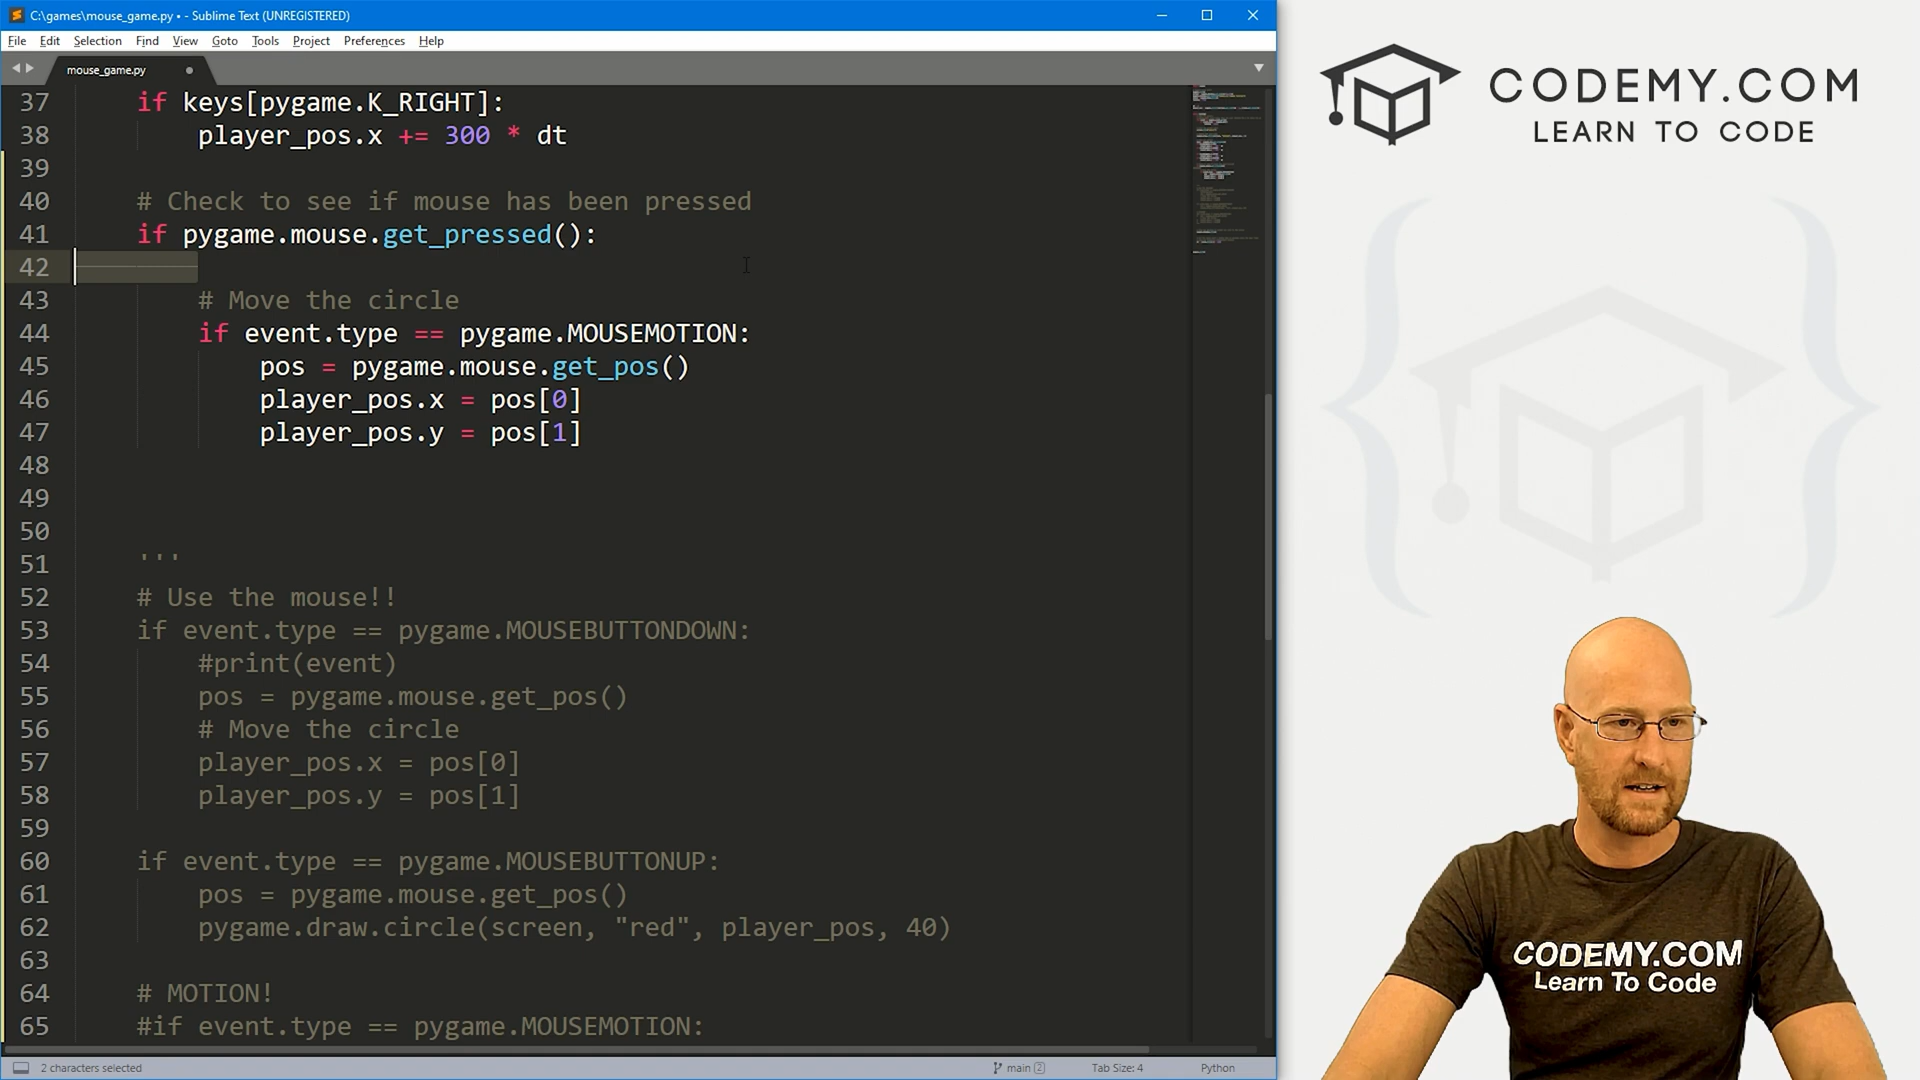 C:\games\mouse_game.py • - Sublime Text (UNREGISTERED)
File Edit Selection Find View Goto Tools Project Preferences Help
mouse_game.py
37 if keys[pygame.K_RIGHT]:
38 player_pos.x += 300 * dt
39
40 # Check to see if mouse has been pressed
41 if pygame.mouse.get_pressed():
42
43 # Move the circle
44 if event.type == pygame.MOUSEMOTION:
45 pos = pygame.mouse.get_pos()
46 player_pos.x = pos[0]
47 player_pos.y = pos[1]
48
49
50
51 '''
52 # Use the mouse!!
53 if event.type == pygame.MOUSEBUTTONDOWN:
54 #print(event)
55 pos = pygame.mouse.get_pos()
56 # Move the circle
57 player_pos.x = pos[0]
58 player_pos.y = pos[1]
59
60 if event.type == pygame.MOUSEBUTTONUP:
61 pos = pygame.mouse.get_pos()
62 pygame.draw.circle(screen, "red", player_pos, 40)
63
64 # MOTION!
65 #if event.type == pygame.MOUSEMOTION:
2 characters selected
main 2
Tab Size: 4
Python
CODEMY.COM
LEARN TO CODE
CODEMY.COM
Learn To Code